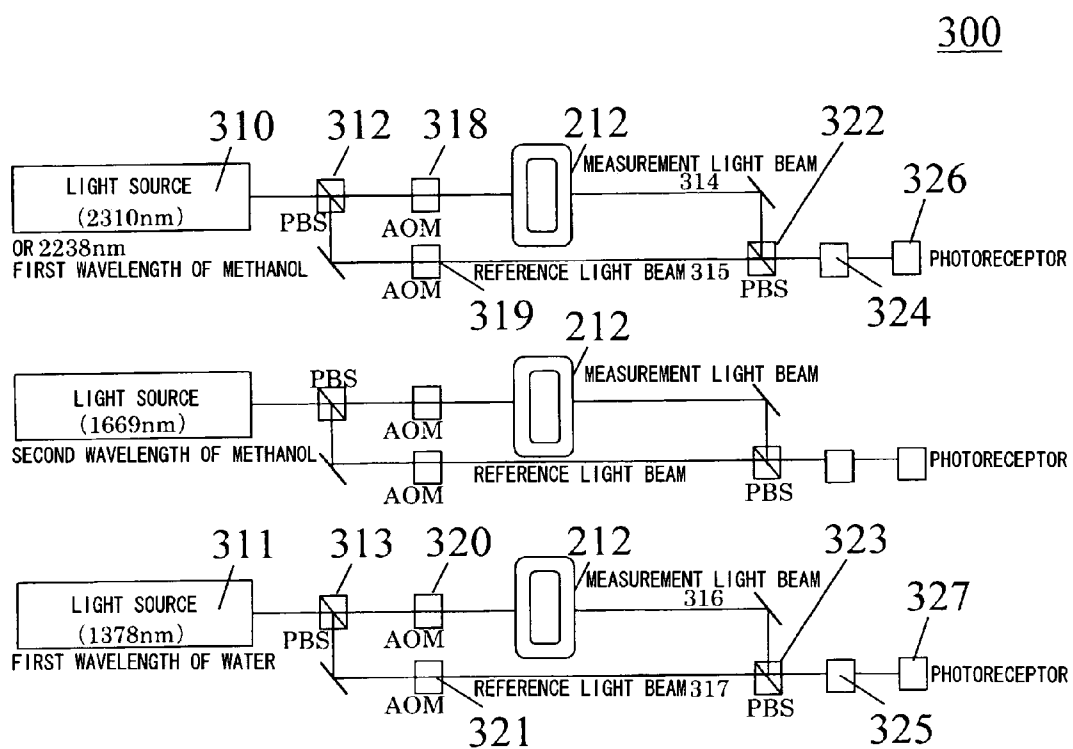 300
310 312 318 212 322 326
LIGHT SOURCE
(2310nm)
OR 2238nm
FIRST WAVELENGTH OF METHANOL
PBS
AOM
MEASUREMENT LIGHT BEAM
314
AOM
319
REFERENCE LIGHT BEAM 315
PBS
324
PHOTORECEPTOR
212
LIGHT SOURCE
(1669nm)
SECOND WAVELENGTH OF METHANOL
PBS
AOM
MEASUREMENT LIGHT BEAM
AOM
REFERENCE LIGHT BEAM
PBS
PHOTORECEPTOR
311 313 320 212 323 327
LIGHT SOURCE
(1378nm)
FIRST WAVELENGTH OF WATER
PBS
AOM
MEASUREMENT LIGHT BEAM
316
AOM
321
REFERENCE LIGHT BEAM 317
PBS
325
PHOTORECEPTOR